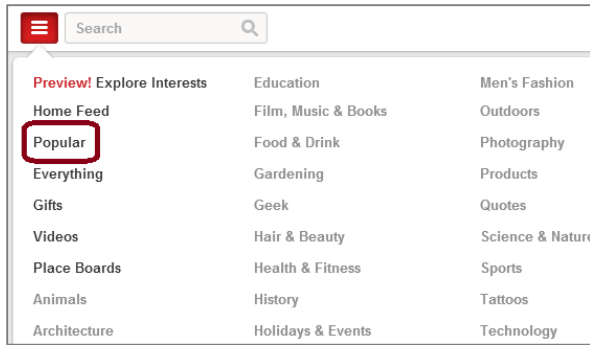 Search
Preview! Explore Interests
Home Feed
Popular
Everything
Gifts
Videos
Place Boards
Animals
Architecture
Education
Film, Music & Books
Food & Drink
Gardening
Geek
Hair & Beauty
Health & Fitness
History
Holidays & Events
Men's Fashion
Outdoors
Photography
Products
Quotes
Science & Nature
Sports
Tattoos
Technology